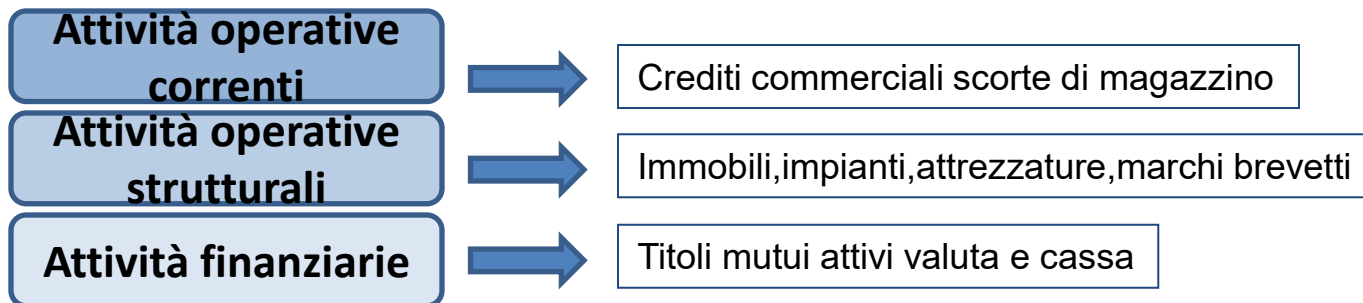 Attività operative
correnti
Crediti commerciali scorte di magazzino
Attività operative
strutturali
Immobili,impianti,attrezzature,marchi brevetti
Attività finanziarie
Titoli mutui attivi valuta e cassa